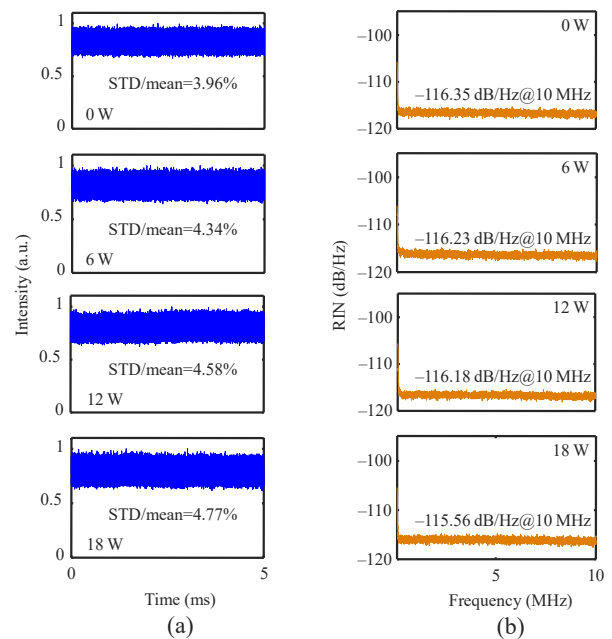 1
0.5
0
STD/mean=3.96%
0 W
1
0.5
0
STD/mean=4.34%
6 W
1
0.5
0
STD/mean=4.58%
12 W
1
0.5
0
STD/mean=4.77%
18 W
0
5
Intensity (a.u.)
Time (ms)
(a)
−95
−100
−110
−120
0 W
−116.35 dB/Hz@10 MHz
−95
−100
−110
−120
6 W
−116.23 dB/Hz@10 MHz
−95
−100
−110
−120
12 W
−116.18 dB/Hz@10 MHz
−95
−100
−110
−120
18 W
−115.56 dB/Hz@10 MHz
5
10
RIN (dB/Hz)
Frequency (MHz)
(b)